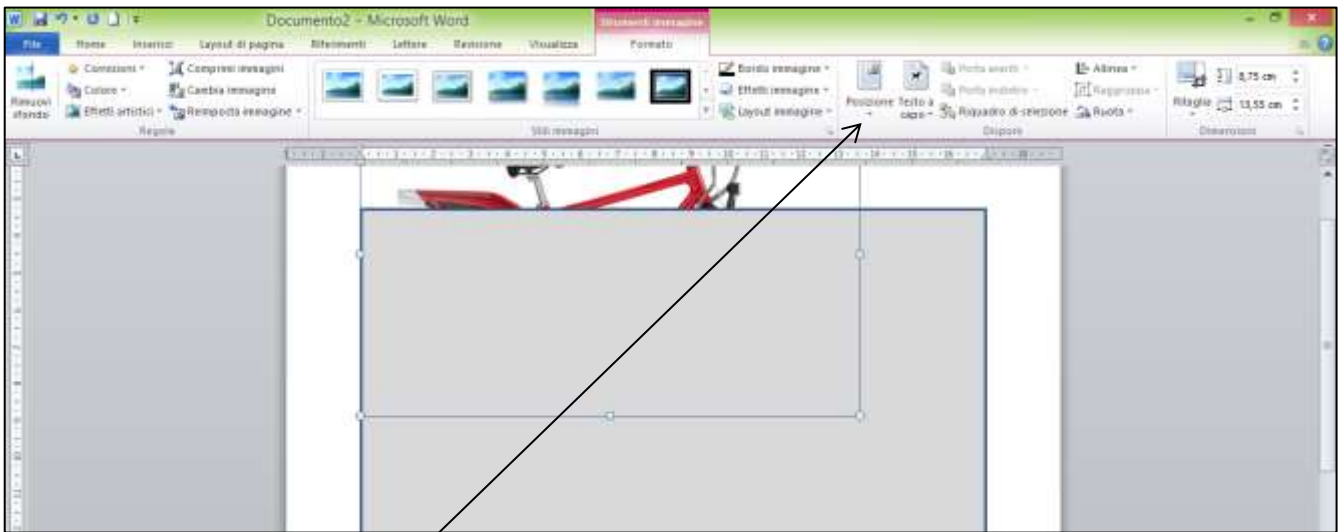 Documento2 - Microsoft Word
Strumenti immagine
File Home Inserisci Layout di pagina Riferimenti Lettere Revisione Visualizza Formato
Rimuovi sfondo
Correzioni
Colore
Effetti artistici
Comprimi immagini
Cambia immagine
Reimposta immagine
Regola
Stili immagini
Bordo immagine
Effetti immagine
Layout immagine
Posizione
Testo a capo
Porta avanti
Porta indietro
Riquadro di selezione
Allinea
Raggruppa
Ruota
Disponi
Ritaglia
8,75 cm
13,55 cm
Dimensioni